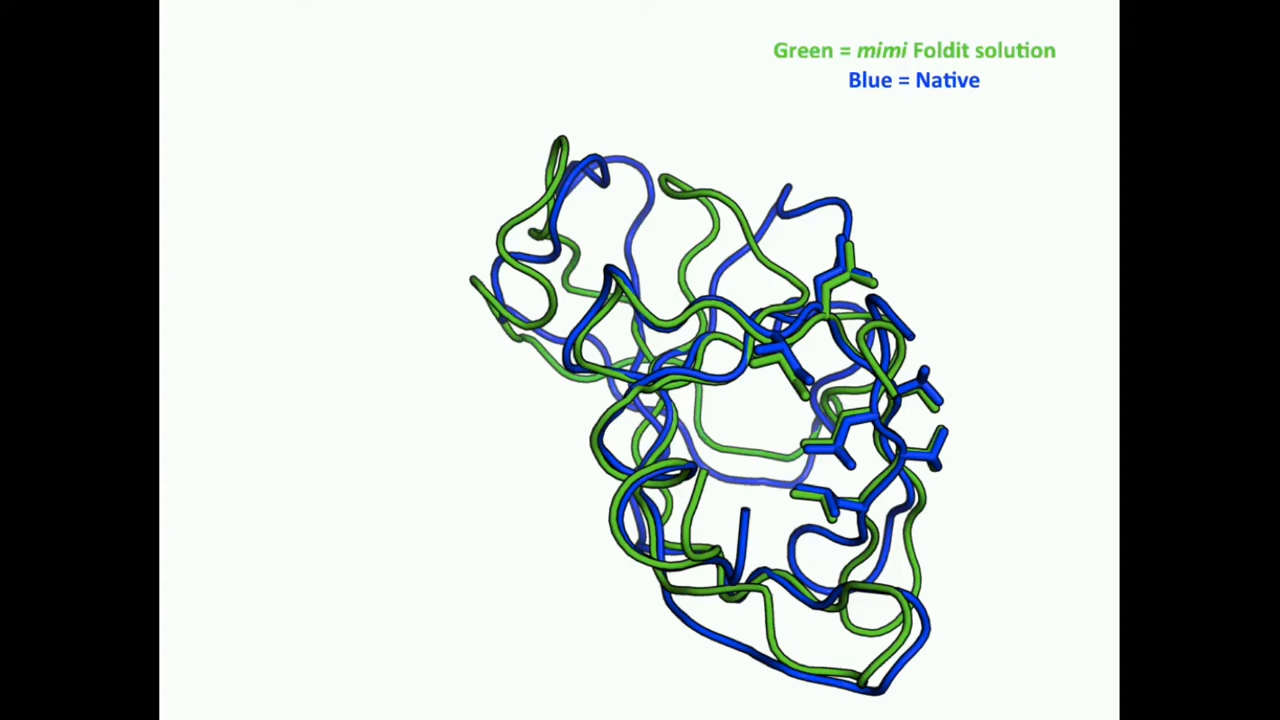 Green = mimi Foldit solution
Blue = Native